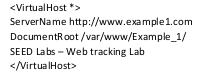 <VirtualHost *>
ServerName http://www.example1.com
DocumentRoot /var/www/Example_1/
SEED Labs – Web tracking Lab
</VirtualHost>